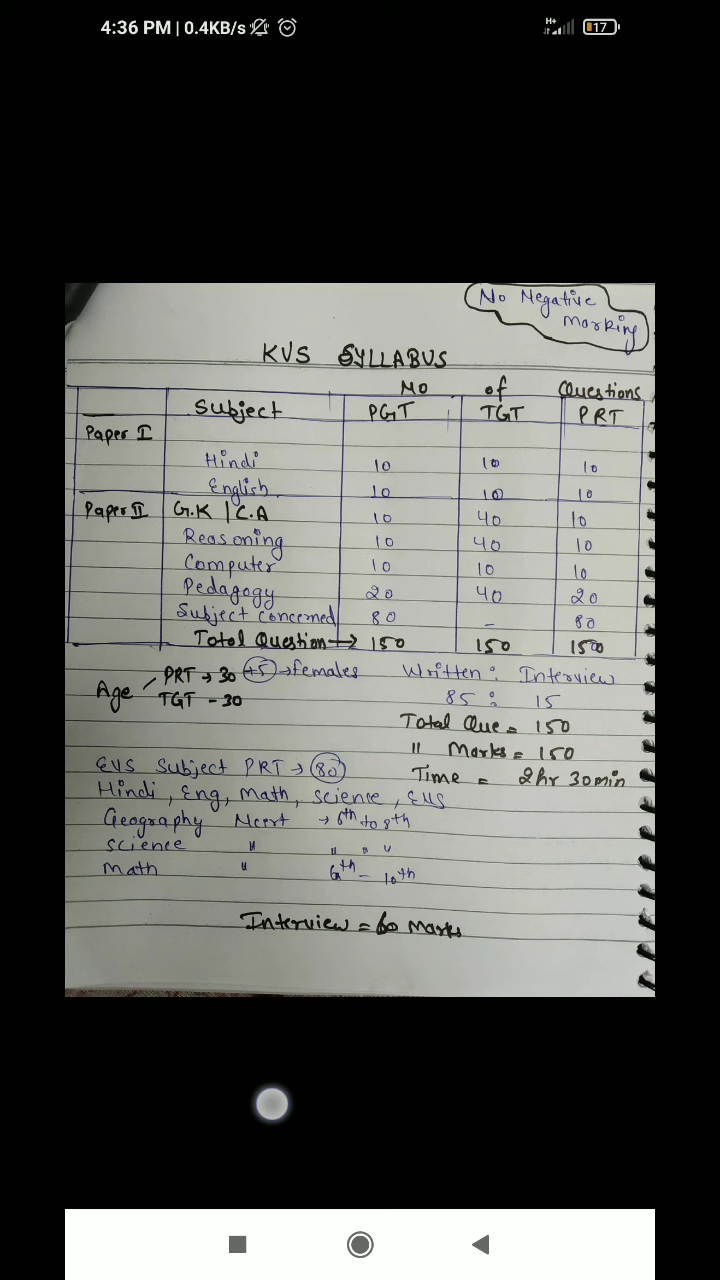 4:36 PM | 0.4KB/s
H+
17
No Negative
Marking
KVS SYLLABUS
No of Questions
Subject PGT TGT PRT
Paper I
Hindi 10 10 10
English 10 10 10
Paper II G.K | C.A 10 40 10
Reasoning 10 40 10
Computer 10 10 10
Pedagogy 20 40 20
Subject concerned 80 - 80
Total Question → 150 150 150
Age PRT → 30 +5 → females
TGT - 30
Written : Interview
85 : 15
Total Que = 150
" Marks = 150
Time = 2hr 30min
EVS Subject PRT → 80
Hindi, Eng, Math, science, EVS
Geography Ncert → 6th to 8th
science " " " "
Math " 6th - 10th
Interview = 60 Marks